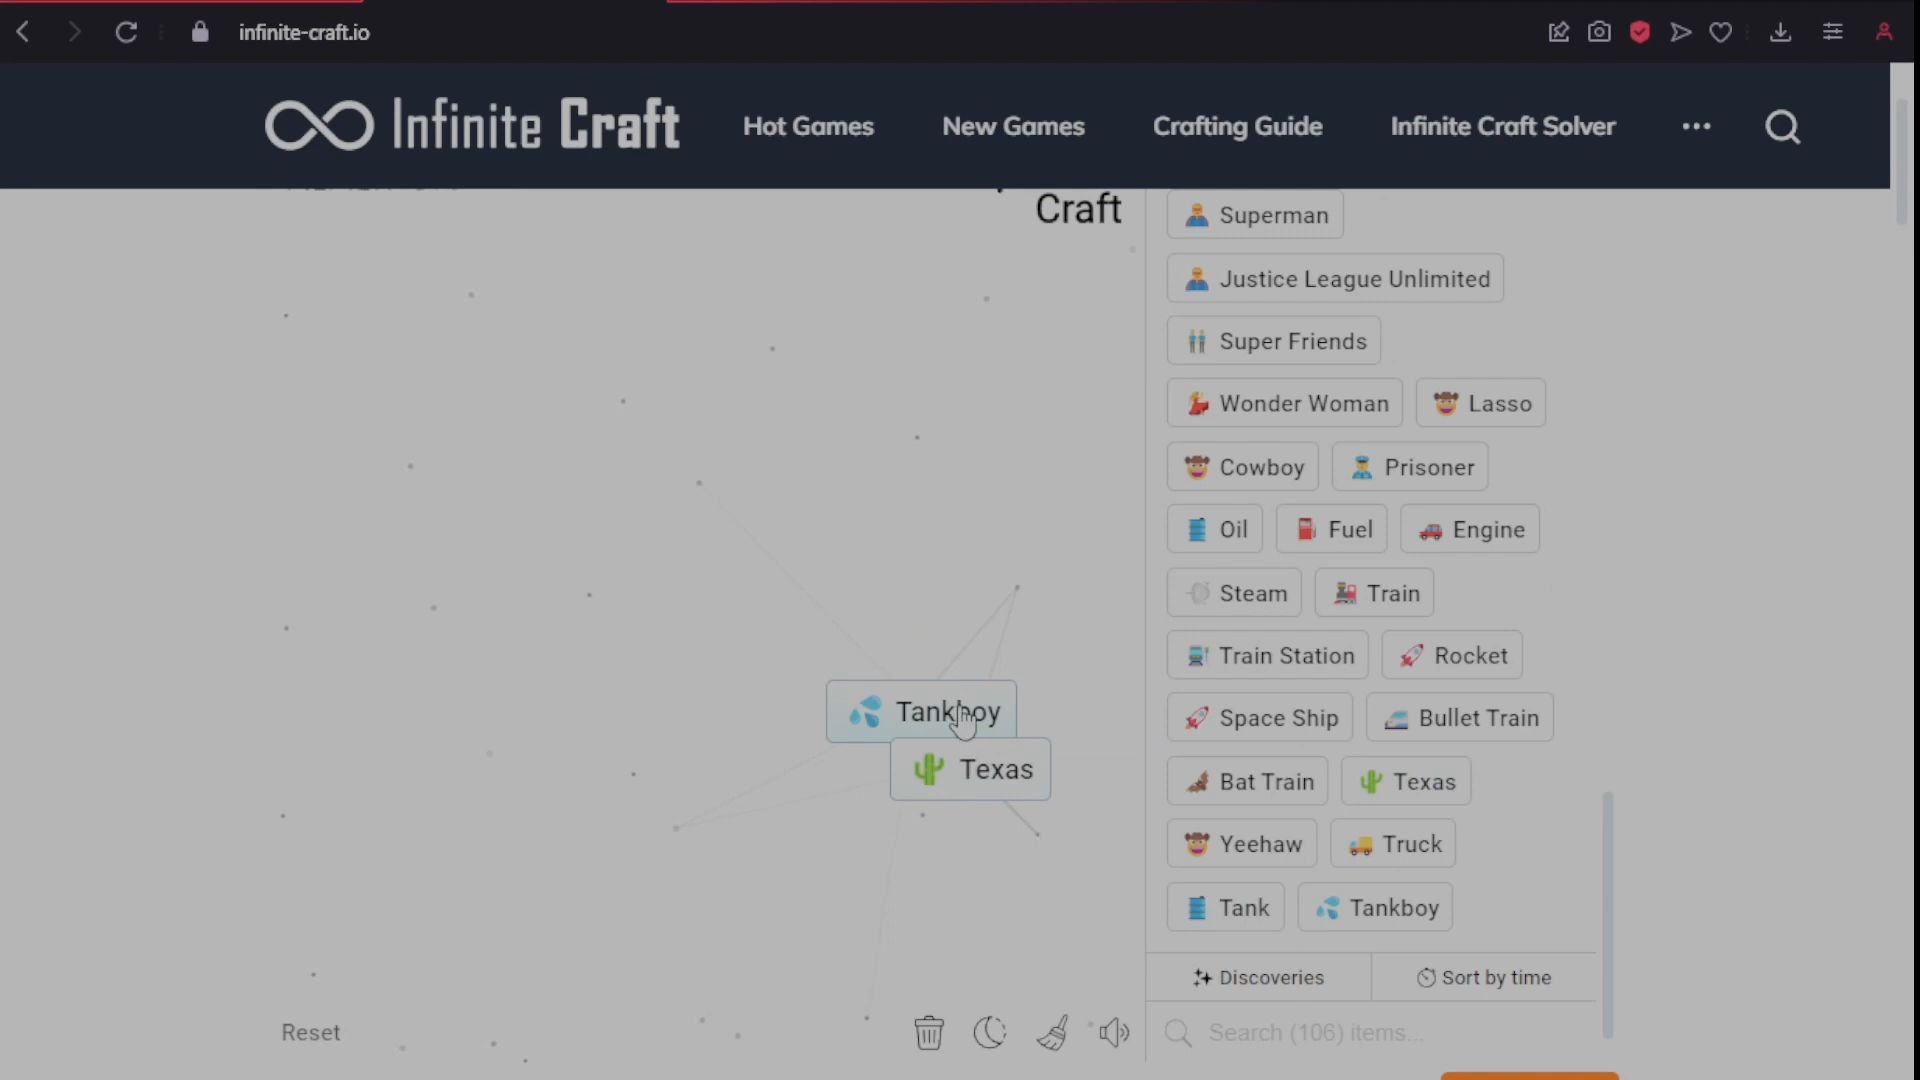 infinite-craft.io
Infinite Craft
Hot Games
New Games
Crafting Guide
Infinite Craft Solver
Craft
Superman
Justice League Unlimited
Super Friends
Wonder Woman
Lasso
Cowboy
Prisoner
Oil
Fuel
Engine
Steam
Train
Train Station
Rocket
Space Ship
Bullet Train
Bat Train
Texas
Yeehaw
Truck
Tank
Tankboy
Tankboy
Texas
Discoveries
Sort by time
Reset
Search (106) items...